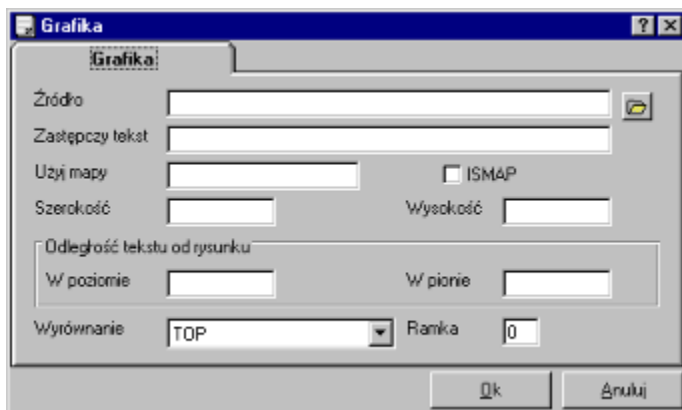 Grafika
Grafika
Źródło
Zastępczy tekst
Użyj mapy ISMAP
Szerokość Wysokość
Odległość tekstu od rysunku
W poziomie W pionie
Wyrównanie TOP Ramka 0
Ok Anuluj